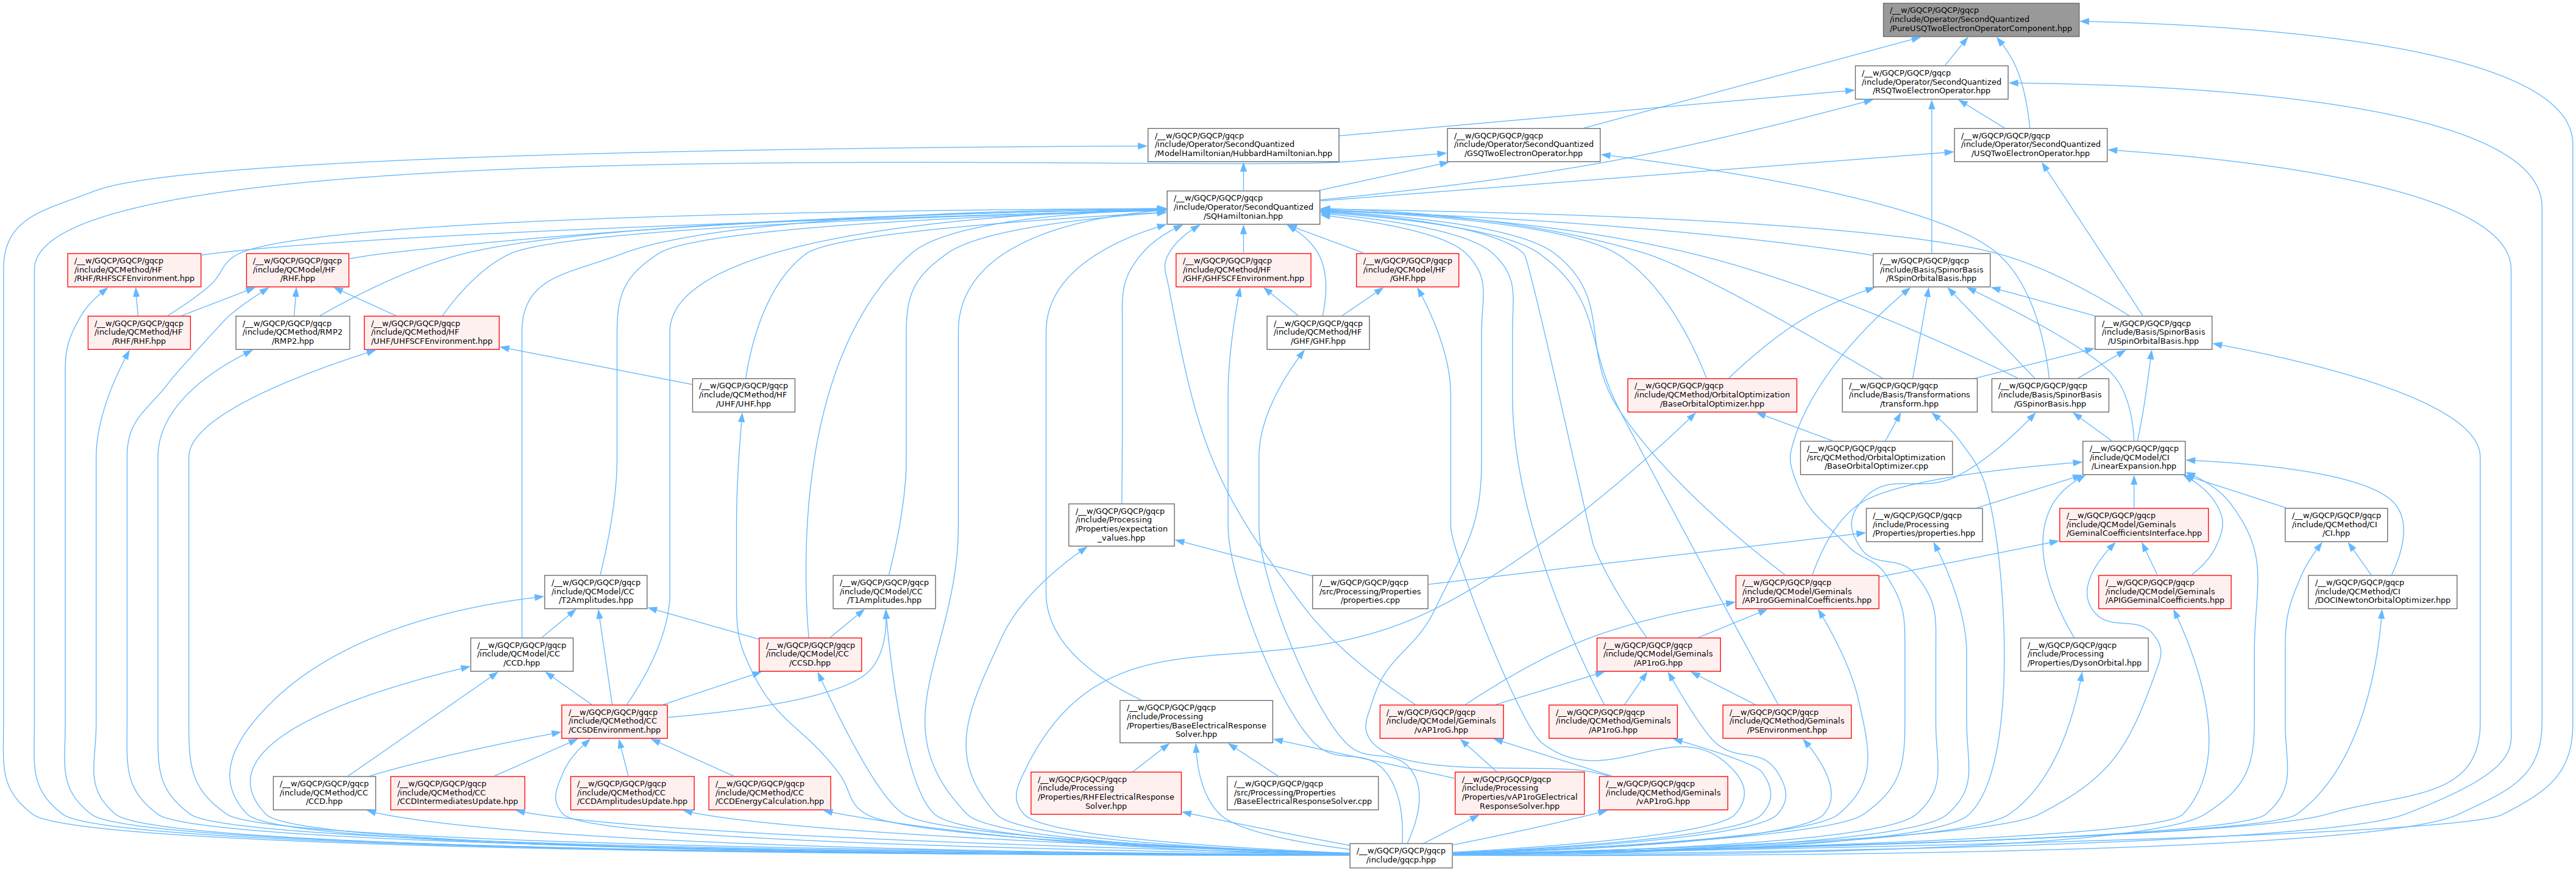 /__w/GQCP/GQCP/gqcp
/include/Operator/SecondQuantized
/PureUSQTwoElectronOperatorComponent.hpp
/__w/GQCP/GQCP/gqcp
/include/Operator/SecondQuantized
/RSQTwoElectronOperator.hpp
/__w/GQCP/GQCP/gqcp
/include/Operator/SecondQuantized
/ModelHamiltonian/HubbardHamiltonian.hpp
/__w/GQCP/GQCP/gqcp
/include/Operator/SecondQuantized
/GSQTwoElectronOperator.hpp
/__w/GQCP/GQCP/gqcp
/include/Operator/SecondQuantized
/USQTwoElectronOperator.hpp
/__w/GQCP/GQCP/gqcp
/include/Operator/SecondQuantized
/SQHamiltonian.hpp
/__w/GQCP/GQCP/gqcp
/include/QCMethod/HF
/RHF/RHFSCFEnvironment.hpp
/__w/GQCP/GQCP/gqcp
/include/QCModel/HF
/RHF.hpp
/__w/GQCP/GQCP/gqcp
/include/QCMethod/HF
/GHF/GHFSCFEnvironment.hpp
/__w/GQCP/GQCP/gqcp
/include/QCModel/HF
/GHF.hpp
/__w/GQCP/GQCP/gqcp
/include/Basis/SpinorBasis
/RSpinOrbitalBasis.hpp
/__w/GQCP/GQCP/gqcp
/include/QCMethod/HF
/RHF/RHF.hpp
/__w/GQCP/GQCP/gqcp
/include/QCMethod/RMP2
/RMP2.hpp
/__w/GQCP/GQCP/gqcp
/include/QCMethod/HF
/UHF/UHFSCFEnvironment.hpp
/__w/GQCP/GQCP/gqcp
/include/QCMethod/HF
/GHF/GHF.hpp
/__w/GQCP/GQCP/gqcp
/include/Basis/SpinorBasis
/USpinOrbitalBasis.hpp
/__w/GQCP/GQCP/gqcp
/include/QCMethod/HF
/UHF/UHF.hpp
/__w/GQCP/GQCP/gqcp
/include/QCMethod/OrbitalOptimization
/BaseOrbitalOptimizer.hpp
/__w/GQCP/GQCP/gqcp
/include/Basis/Transformations
/transform.hpp
/__w/GQCP/GQCP/gqcp
/include/Basis/SpinorBasis
/GSpinorBasis.hpp
/__w/GQCP/GQCP/gqcp
/src/QCMethod/OrbitalOptimization
/BaseOrbitalOptimizer.cpp
/__w/GQCP/GQCP/gqcp
/include/QCModel/CI
/LinearExpansion.hpp
/__w/GQCP/GQCP/gqcp
/include/Processing
/Properties/expectation
_values.hpp
/__w/GQCP/GQCP/gqcp
/include/Processing
/Properties/properties.hpp
/__w/GQCP/GQCP/gqcp
/include/QCModel/Geminals
/GeminalCoefficientsInterface.hpp
/__w/GQCP/GQCP/gqcp
/include/QCMethod/CI
/CI.hpp
/__w/GQCP/GQCP/gqcp
/include/QCModel/CC
/T2Amplitudes.hpp
/__w/GQCP/GQCP/gqcp
/include/QCModel/CC
/T1Amplitudes.hpp
/__w/GQCP/GQCP/gqcp
/src/Processing/Properties
/properties.cpp
/__w/GQCP/GQCP/gqcp
/include/QCModel/Geminals
/AP1roGGeminalCoefficients.hpp
/__w/GQCP/GQCP/gqcp
/include/QCModel/Geminals
/APIGGeminalCoefficients.hpp
/__w/GQCP/GQCP/gqcp
/include/QCMethod/CI
/DOCINewtonOrbitalOptimizer.hpp
/__w/GQCP/GQCP/gqcp
/include/QCModel/CC
/CCD.hpp
/__w/GQCP/GQCP/gqcp
/include/QCModel/CC
/CCSD.hpp
/__w/GQCP/GQCP/gqcp
/include/QCModel/Geminals
/AP1roG.hpp
/__w/GQCP/GQCP/gqcp
/include/Processing
/Properties/DysonOrbital.hpp
/__w/GQCP/GQCP/gqcp
/include/QCMethod/CC
/CCSDEnvironment.hpp
/__w/GQCP/GQCP/gqcp
/include/Processing
/Properties/BaseElectricalResponse
Solver.hpp
/__w/GQCP/GQCP/gqcp
/include/QCModel/Geminals
/vAP1roG.hpp
/__w/GQCP/GQCP/gqcp
/include/QCMethod/Geminals
/AP1roG.hpp
/__w/GQCP/GQCP/gqcp
/include/QCMethod/Geminals
/PSEnvironment.hpp
/__w/GQCP/GQCP/gqcp
/include/QCMethod/CC
/CCD.hpp
/__w/GQCP/GQCP/gqcp
/include/QCMethod/CC
/CCDIntermediatesUpdate.hpp
/__w/GQCP/GQCP/gqcp
/include/QCMethod/CC
/CCDAmplitudesUpdate.hpp
/__w/GQCP/GQCP/gqcp
/include/QCMethod/CC
/CCDEnergyCalculation.hpp
/__w/GQCP/GQCP/gqcp
/include/Processing
/Properties/RHFElectricalResponse
Solver.hpp
/__w/GQCP/GQCP/gqcp
/src/Processing/Properties
/BaseElectricalResponseSolver.cpp
/__w/GQCP/GQCP/gqcp
/include/Processing
/Properties/vAP1roGElectrical
ResponseSolver.hpp
/__w/GQCP/GQCP/gqcp
/include/QCMethod/Geminals
/vAP1roG.hpp
/__w/GQCP/GQCP/gqcp
/include/gqcp.hpp